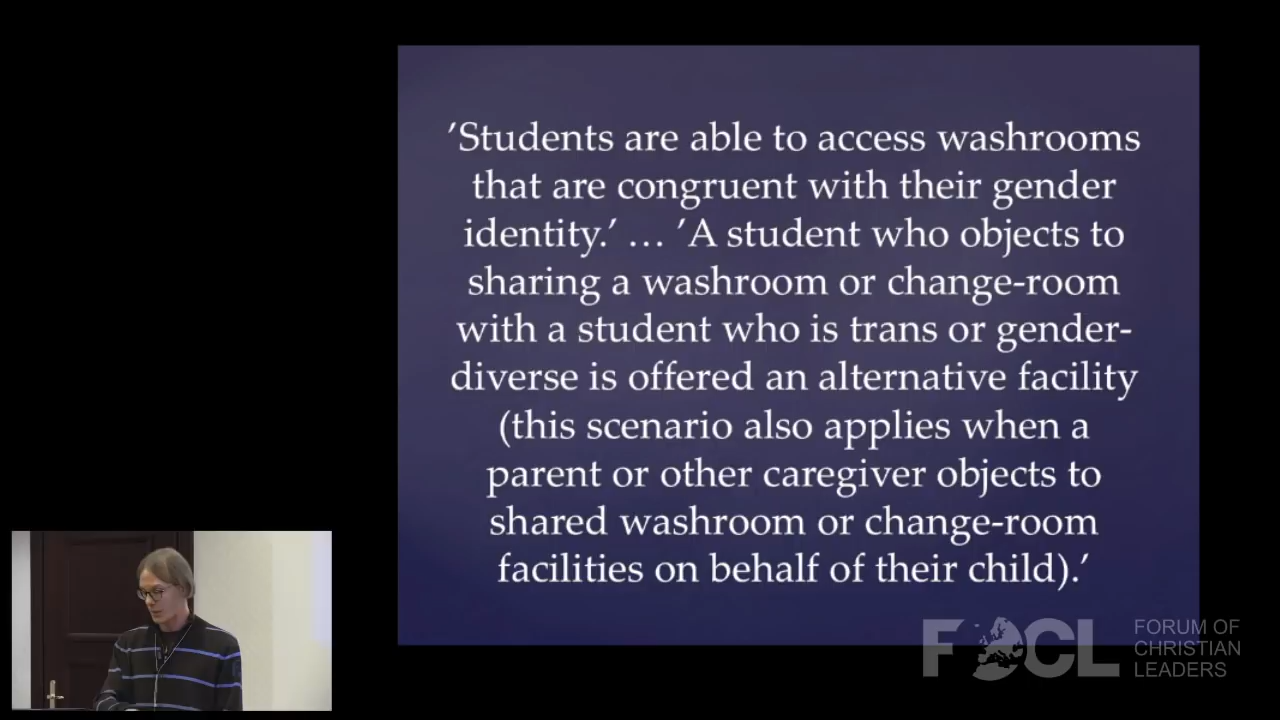 ’Students are able to access washrooms
that are congruent with their gender
identity.’ … ’A student who objects to
sharing a washroom or change-room
with a student who is trans or gender-
diverse is offered an alternative facility
(this scenario also applies when a
parent or other caregiver objects to
shared washroom or change-room
facilities on behalf of their child).’
FOCL
FORUM OF
CHRISTIAN
LEADERS